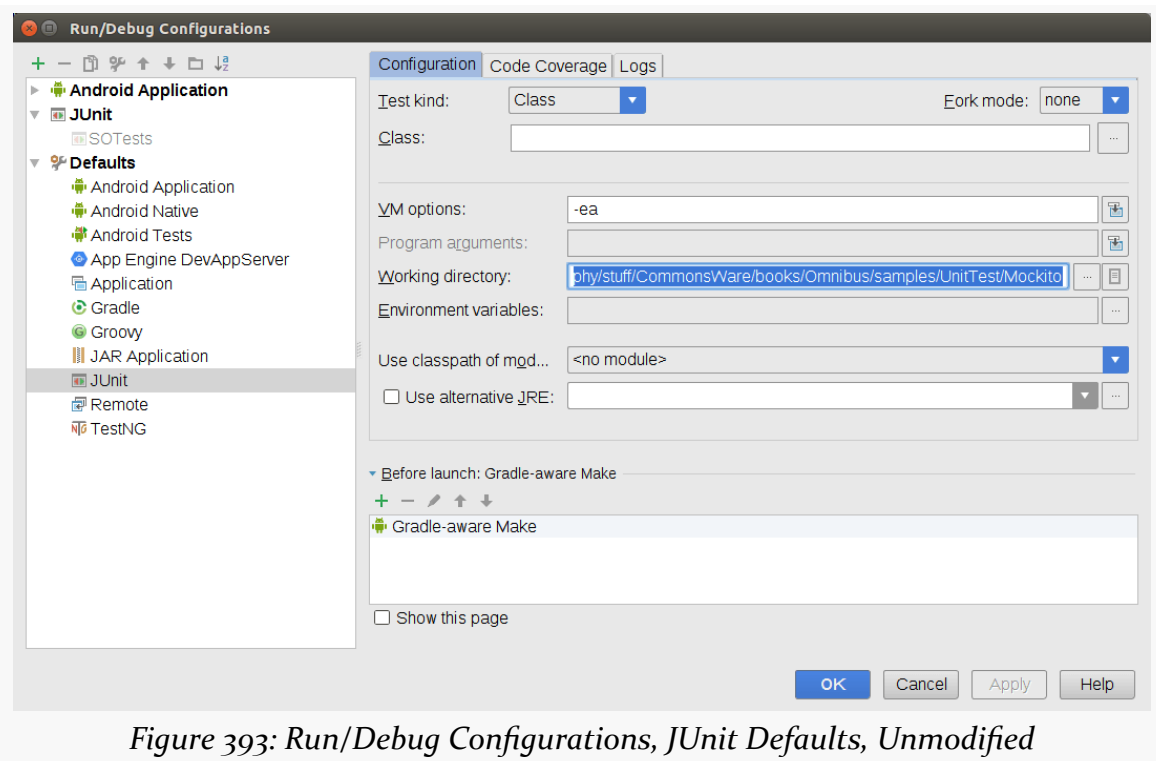 Run/Debug Configurations
Android Application
JUnit
SOTests
Defaults
Android Application
Android Native
Android Tests
App Engine DevAppServer
Application
Gradle
Groovy
JAR Application
JUnit
Remote
TestNG
Configuration Code Coverage Logs
Test kind: Class Fork mode: none
Class: ...
VM options: -ea
Program arguments:
Working directory: phy/stuff/CommonsWare/books/Omnibus/samples/UnitTest/Mockito ...
Environment variables: ...
Use classpath of mod... <no module>
Use alternative JRE: ...
Before launch: Gradle-aware Make
Gradle-aware Make
Show this page
OK Cancel Apply Help
Figure 393: Run/Debug Configurations, JUnit Defaults, Unmodified